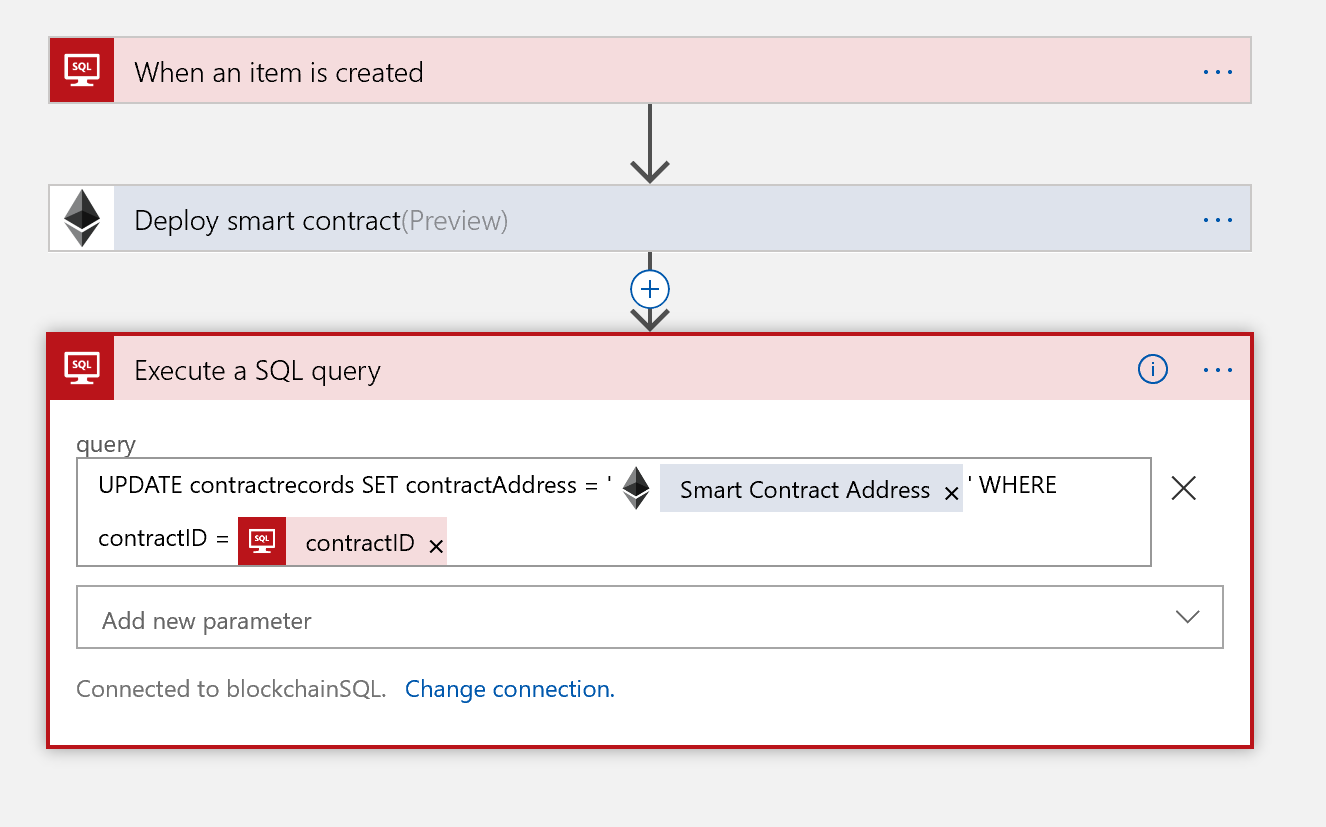 SQL When an item is created
Deploy smart contract(Preview)
SQL Execute a SQL query
query
UPDATE contractrecords SET contractAddress = ' Smart Contract Address × ' WHERE
contractID = SQL contractID ×
Add new parameter
Connected to blockchainSQL. Change connection.